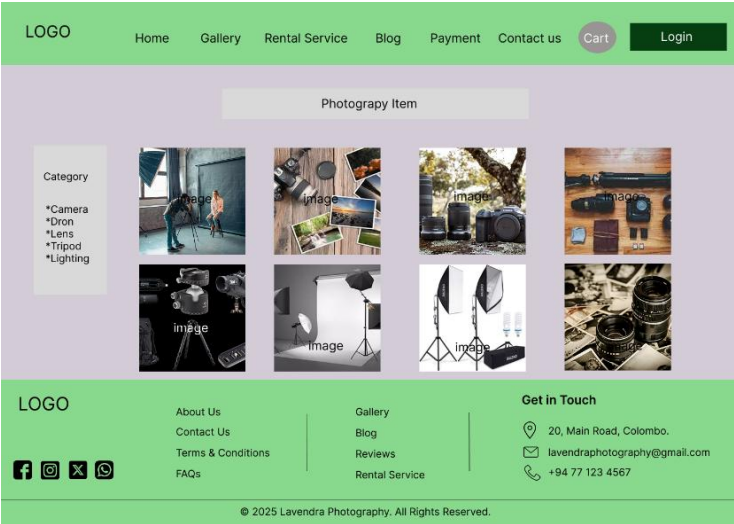 LOGO
Home
Gallery
Rental Service
Blog
Payment
Contact us
Cart
Login
Photograpy Item
Category
*Camera
*Dron
*Lens
*Tripod
*Lighting
image
image
image
image
image
image
image
image
LOGO
About Us
Contact Us
Terms & Conditions
FAQs
Gallery
Blog
Reviews
Rental Service
Get in Touch
20, Main Road, Colombo.
lavendraphotography@gmail.com
+94 77 123 4567
© 2025 Lavendra Photography. All Rights Reserved.